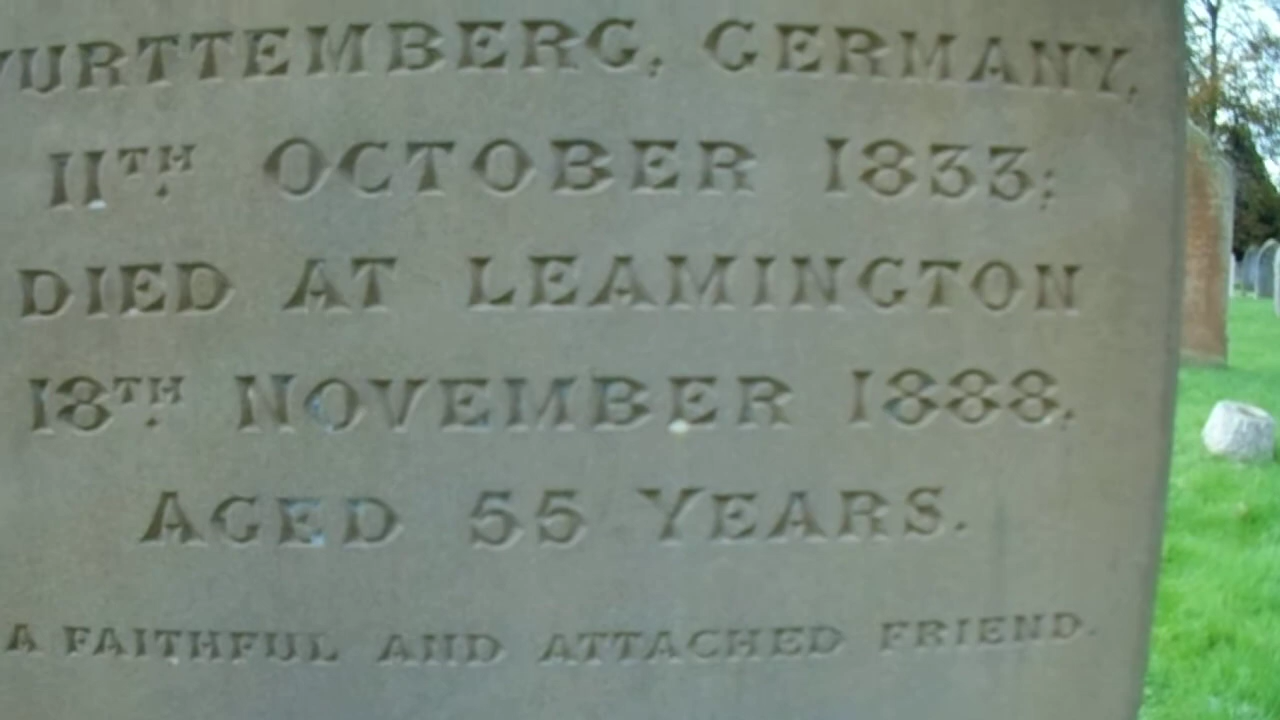 WURTTEMBERG, GERMANY,
11TH OCTOBER 1833;
DIED AT LEAMINGTON
18TH NOVEMBER 1888,
AGED 55 YEARS.
A FAITHFUL AND ATTACHED FRIEND.